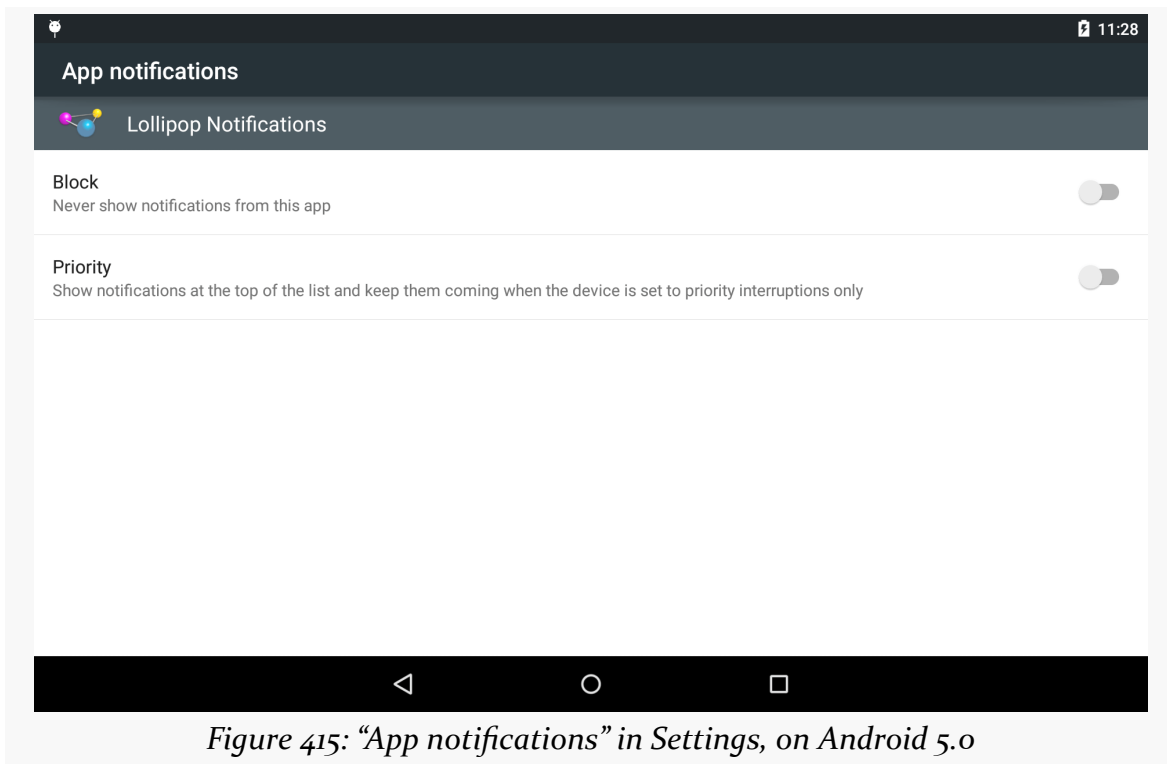 11:28
App notifications
Lollipop Notifications
Block
Never show notifications from this app
Priority
Show notifications at the top of the list and keep them coming when the device is set to priority interruptions only
Figure 415: “App notifications” in Settings, on Android 5.0